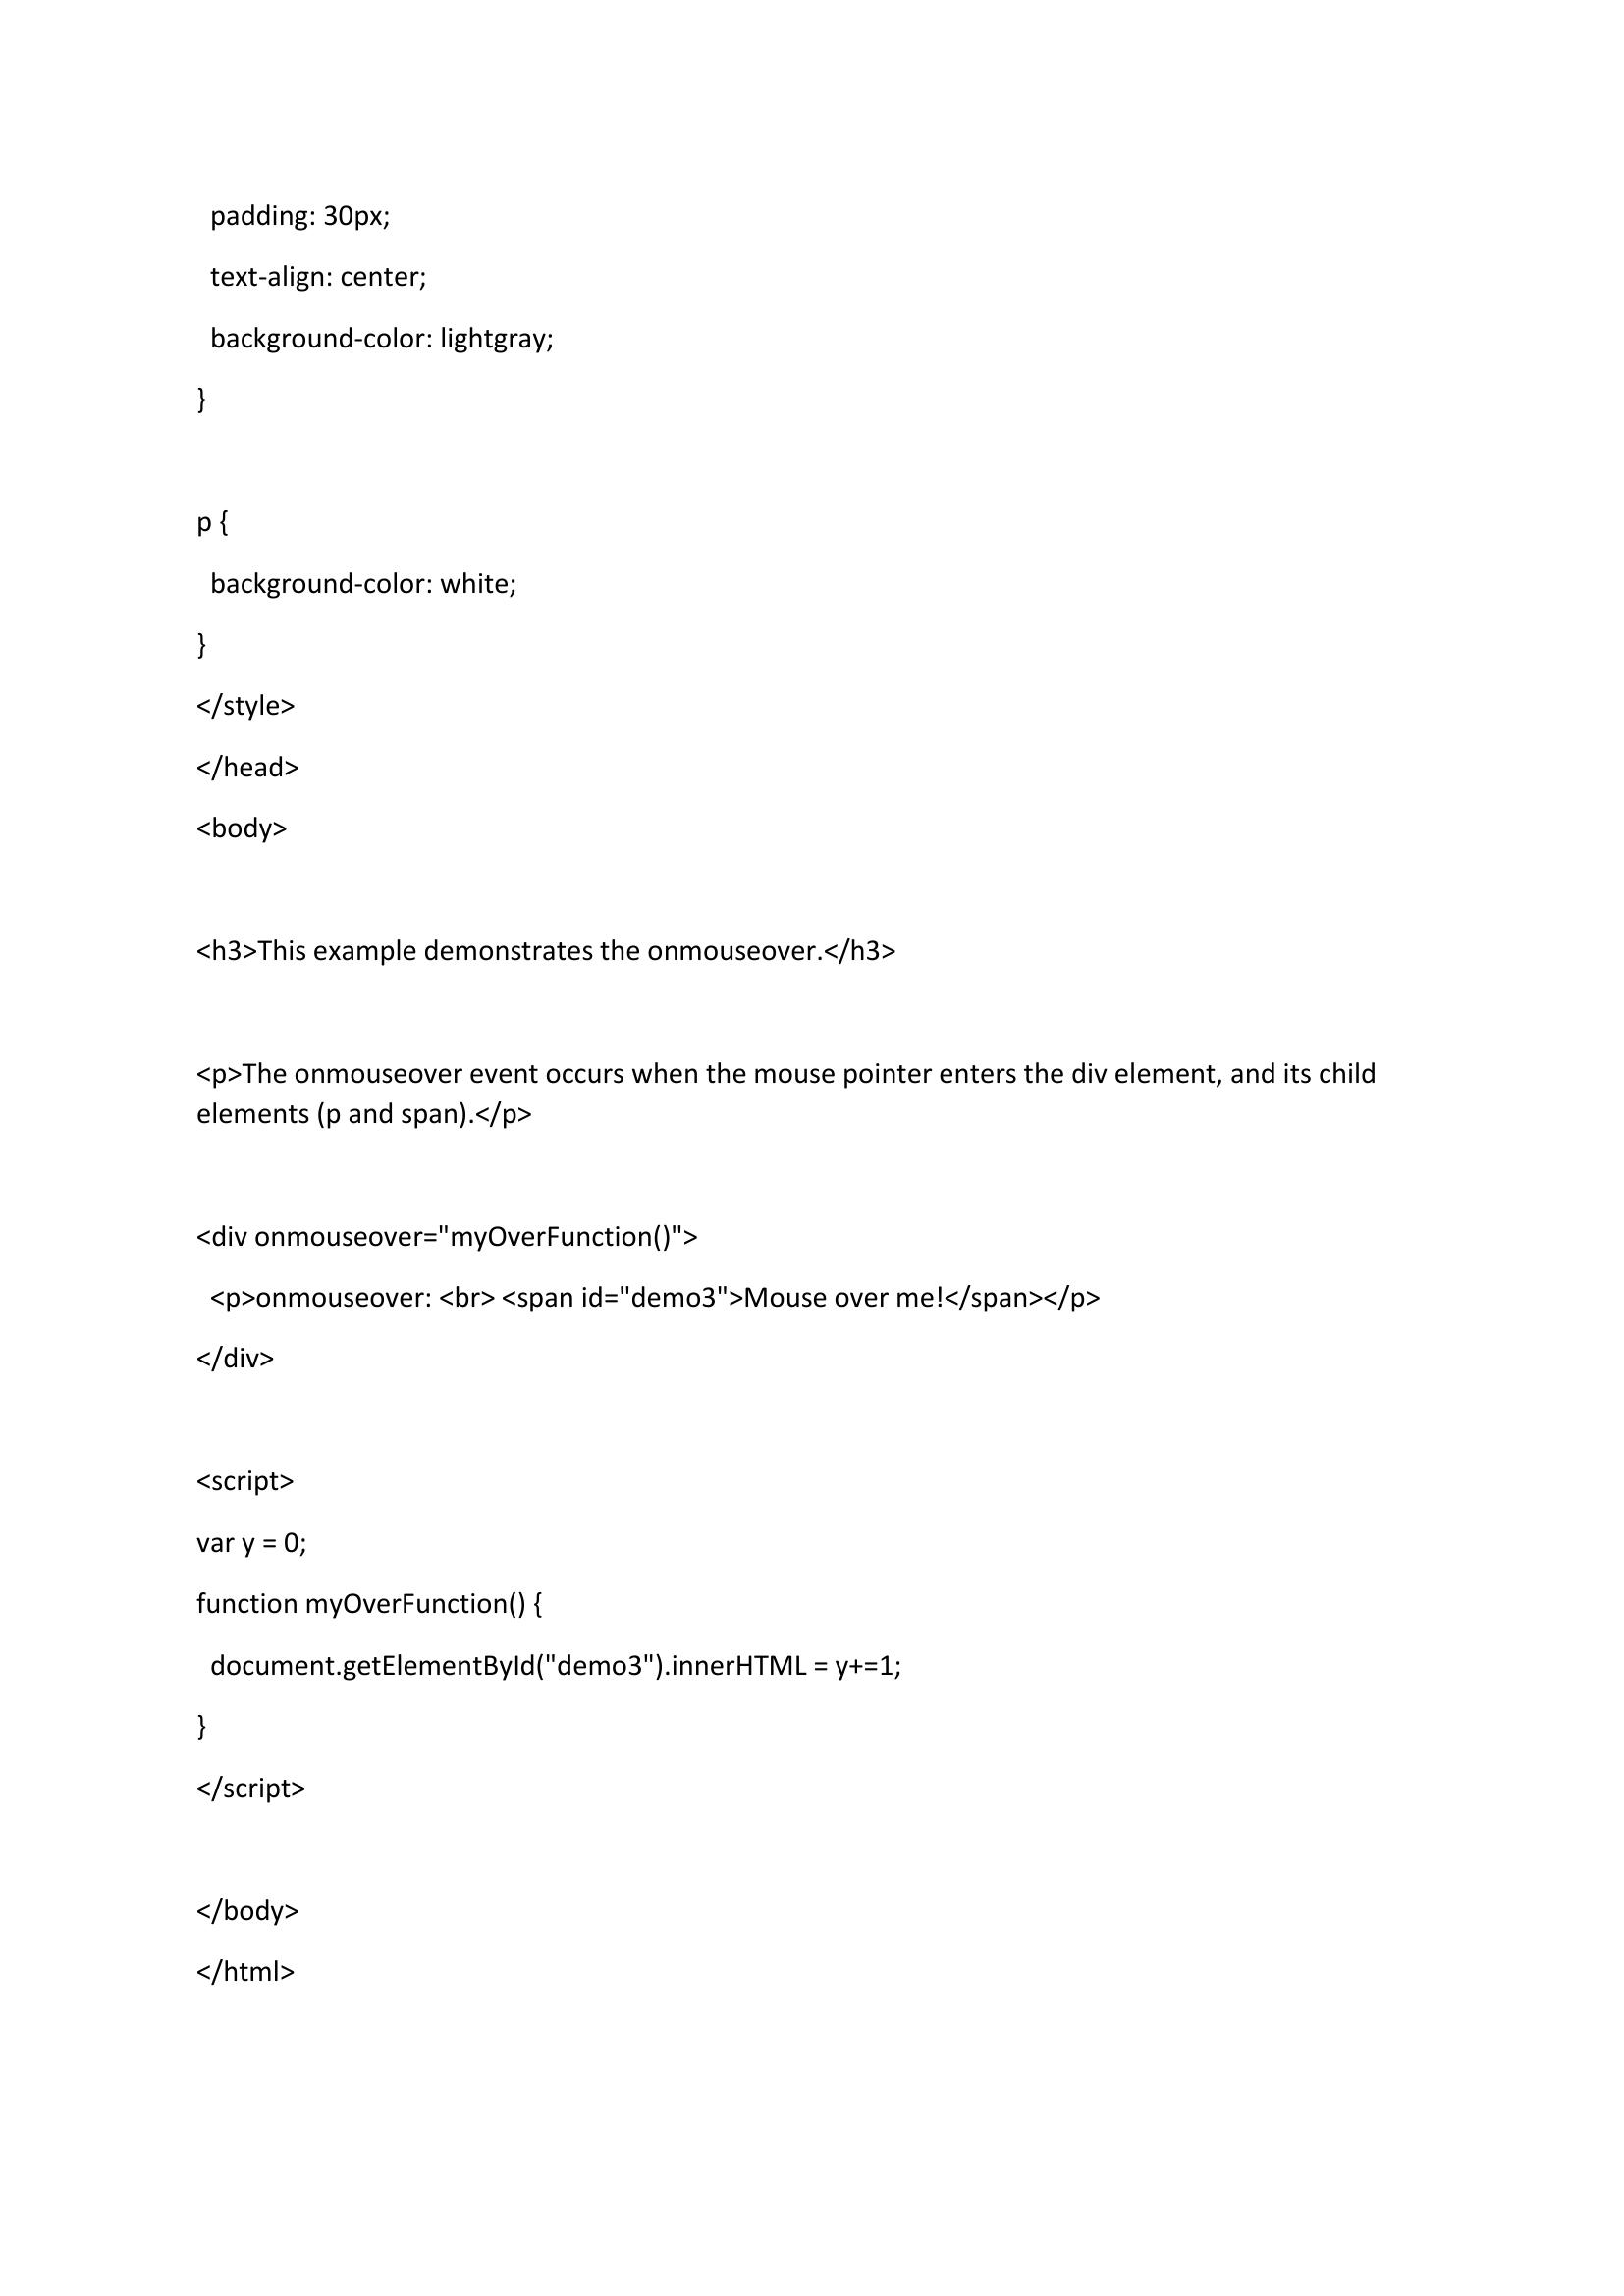 padding: 30px;
text-align: center;
background-color: lightgray;
}
p {
background-color: white;
}
</style>
</head>
<body>
<h3>This example demonstrates the onmouseover.</h3>
<p>The onmouseover event occurs when the mouse pointer enters the div element, and its child
elements (p and span).</p>
<div onmouseover="myOverFunction()">
<p>onmouseover: <br> <span id="demo3">Mouse over me!</span></p>
</div>
<script>
var y = 0;
function myOverFunction() {
document.getElementById("demo3").innerHTML = y+=1;
}
</script>
</body>
</html>